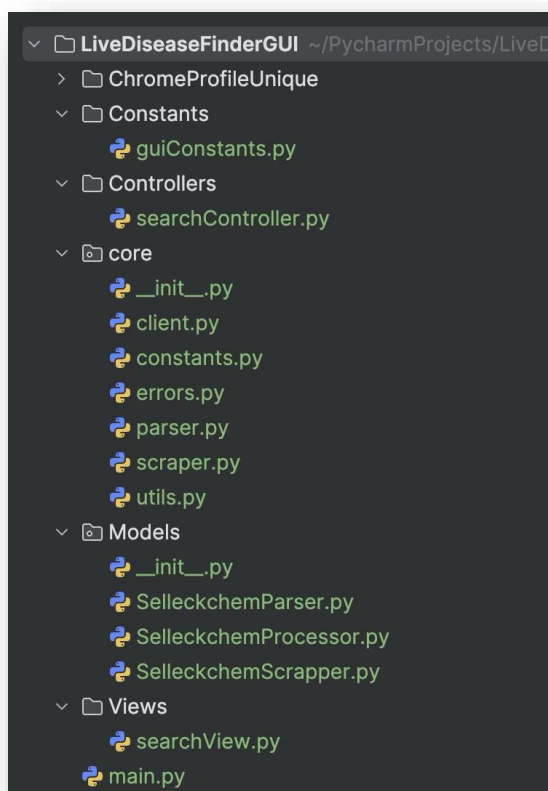 LiveDiseaseFinderGUI ~/PycharmProjects/LiveD
ChromeProfileUnique
Constants
guiConstants.py
Controllers
searchController.py
core
__init__.py
client.py
constants.py
errors.py
parser.py
scraper.py
utils.py
Models
__init__.py
SelleckchemParser.py
SelleckchemProcessor.py
SelleckchemScrapper.py
Views
searchView.py
main.py